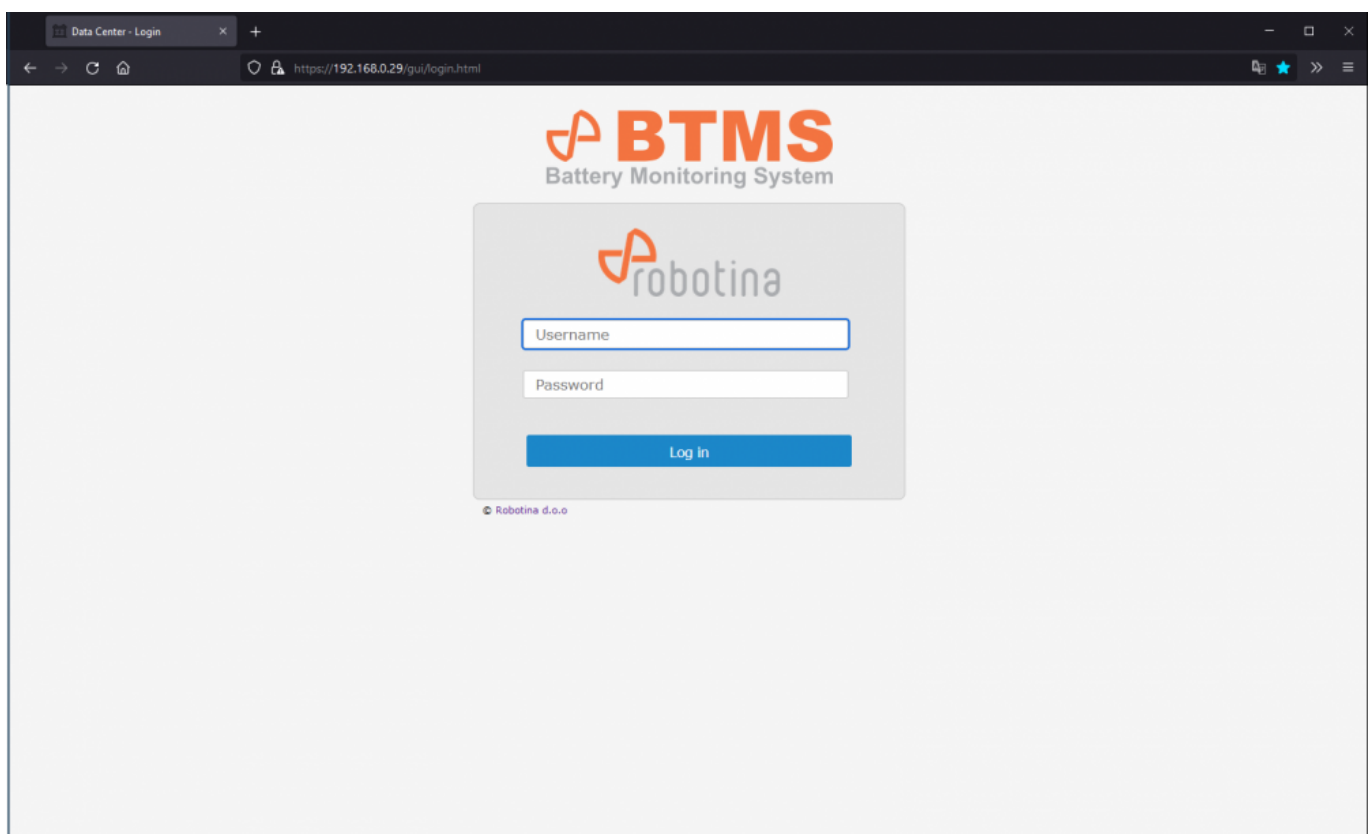 Data Center - Login
https://192.168.0.29/gui/login.html
BTMS
Battery Monitoring System
robotina
Username
Password
Log in
© Robotina d.o.o